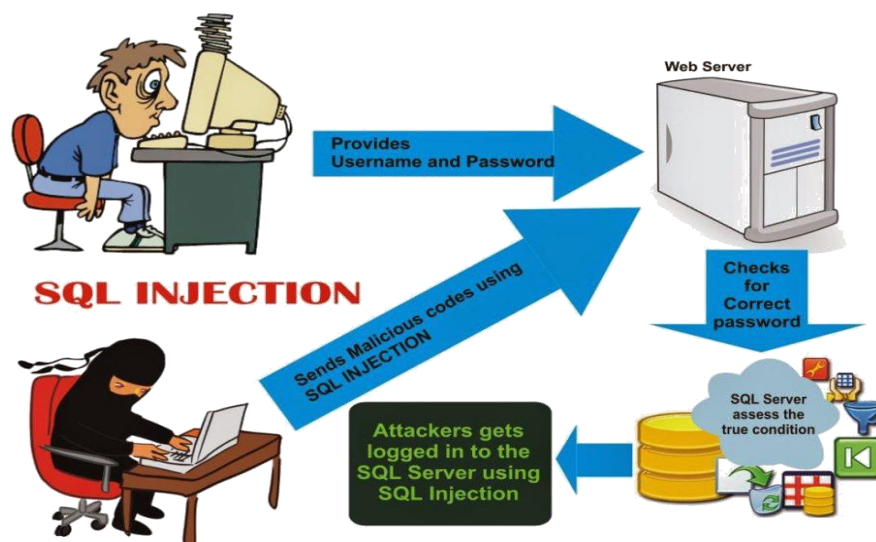 Web Server
Provides
Username and Password
SQL INJECTION
Sends Malicious codes using
SQL INJECTION
Checks
for
Correct
password
SQL Server
assess the
true condition
Attackers gets
logged in to the
SQL Server using
SQL Injection